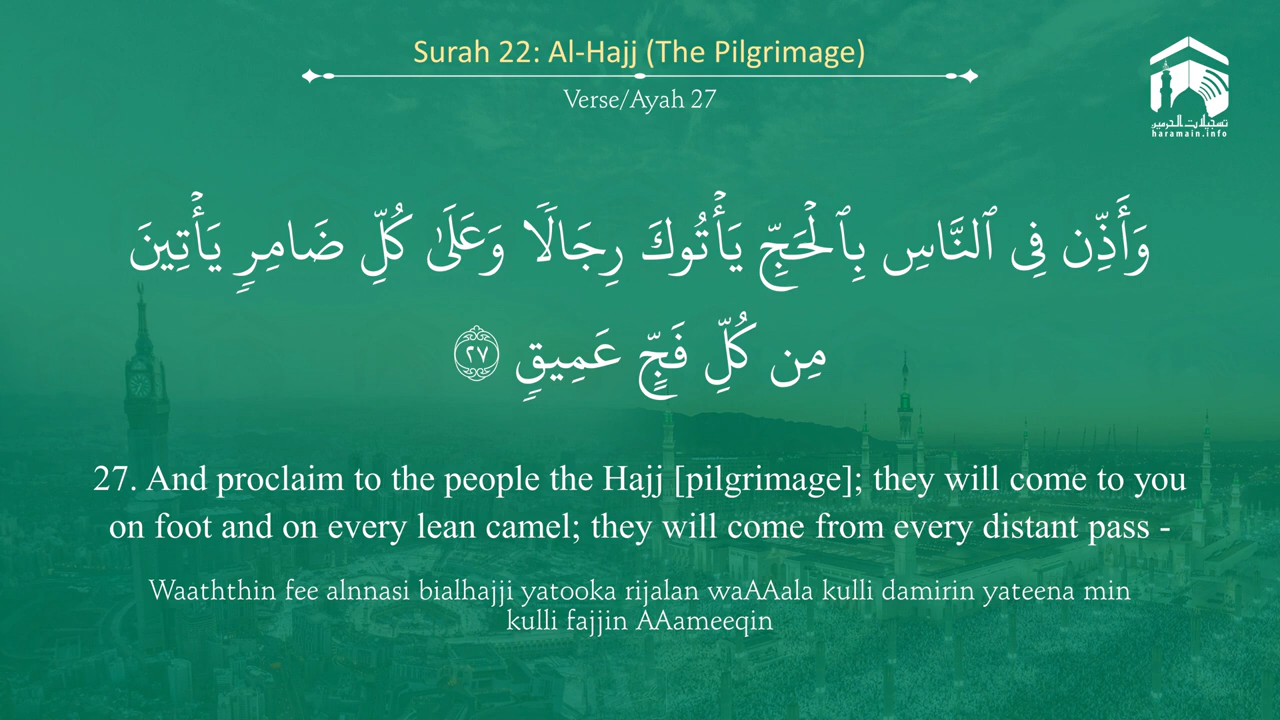 Surah 22: Al-Hajj (The Pilgrimage)
Verse/Ayah 27
تسجيلات الحرمين
haramain.info
وَأَذِّن فِى ٱلنَّاسِ بِٱلْحَجِّ يَأْتُوكَ رِجَالًا وَعَلَىٰ كُلِّ ضَامِرٍ يَأْتِينَ
مِن كُلِّ فَجٍّ عَمِيقٍ ٢٧
27. And proclaim to the people the Hajj [pilgrimage]; they will come to you
on foot and on every lean camel; they will come from every distant pass -
Waaththin fee alnnasi bialhajji yatooka rijalan waAAala kulli damirin yateena min
kulli fajjin AAameeqin